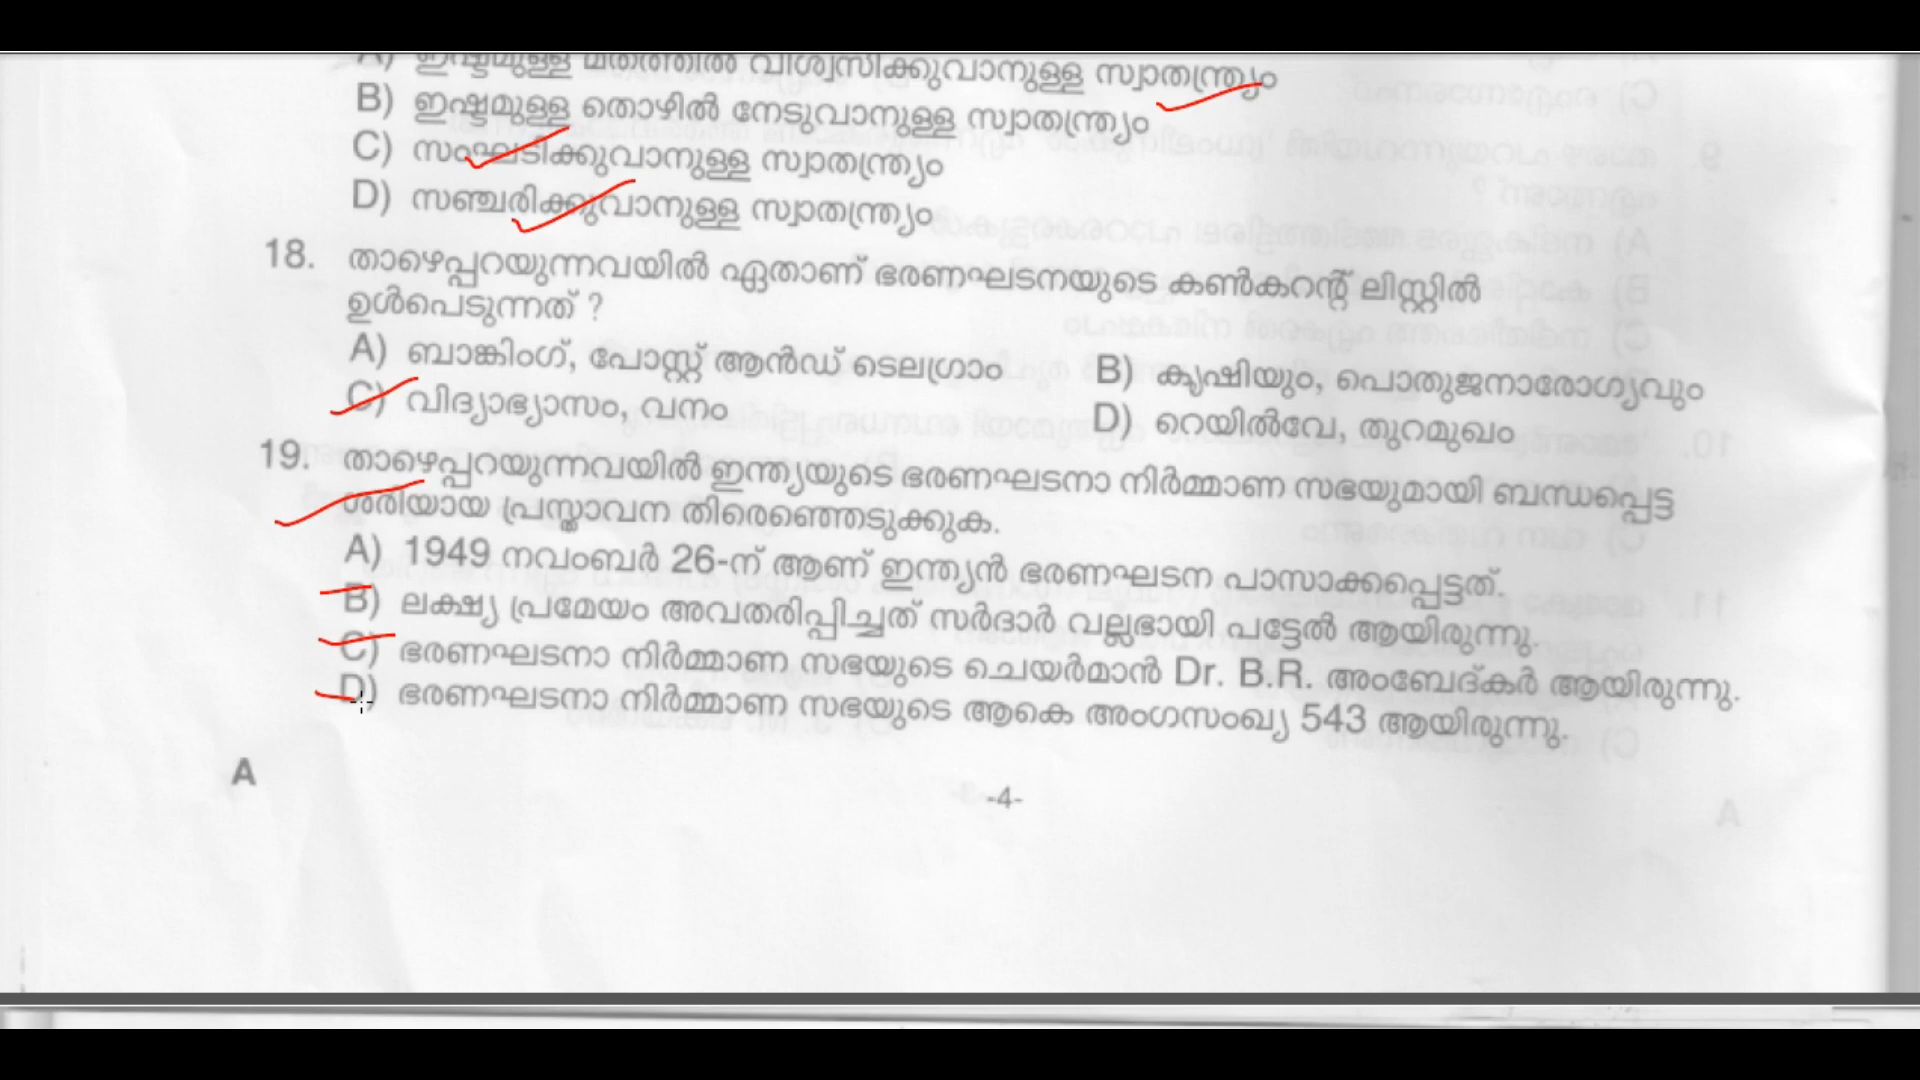 A) ഇഷ്ടമുള്ള മതത്തിൽ വിശ്വസിക്കുവാനുള്ള സ്വാതന്ത്ര്യം
B) ഇഷ്ടമുള്ള തൊഴിൽ നേടുവാനുള്ള സ്വാതന്ത്ര്യം
C) സംഘടിക്കുവാനുള്ള സ്വാതന്ത്ര്യം
D) സഞ്ചരിക്കുവാനുള്ള സ്വാതന്ത്ര്യം
18. താഴെപ്പറയുന്നവയിൽ ഏതാണ് ഭരണഘടനയുടെ കൺകറന്റ് ലിസ്റ്റിൽ
ഉൾപെടുന്നത് ?
A) ബാങ്കിംഗ്, പോസ്റ്റ് ആൻഡ് ടെലഗ്രാം B) കൃഷിയും, പൊതുജനാരോഗ്യവും
C) വിദ്യാഭ്യാസം, വനം D) റെയിൽവേ, തുറമുഖം
19. താഴെപ്പറയുന്നവയിൽ ഇന്ത്യയുടെ ഭരണഘടനാ നിർമ്മാണ സഭയുമായി ബന്ധപ്പെട്ട
ശരിയായ പ്രസ്താവന തിരെഞ്ഞെടുക്കുക.
A) 1949 നവംബർ 26-ന് ആണ് ഇന്ത്യൻ ഭരണഘടന പാസാക്കപ്പെട്ടത്.
B) ലക്ഷ്യ പ്രമേയം അവതരിപ്പിച്ചത് സർദാർ വല്ലഭായി പട്ടേൽ ആയിരുന്നു.
C) ഭരണഘടനാ നിർമ്മാണ സഭയുടെ ചെയർമാൻ Dr. B.R. അംബേദ്കർ ആയിരുന്നു.
D) ഭരണഘടനാ നിർമ്മാണ സഭയുടെ ആകെ അംഗസംഖ്യ 543 ആയിരുന്നു.
A
-4-